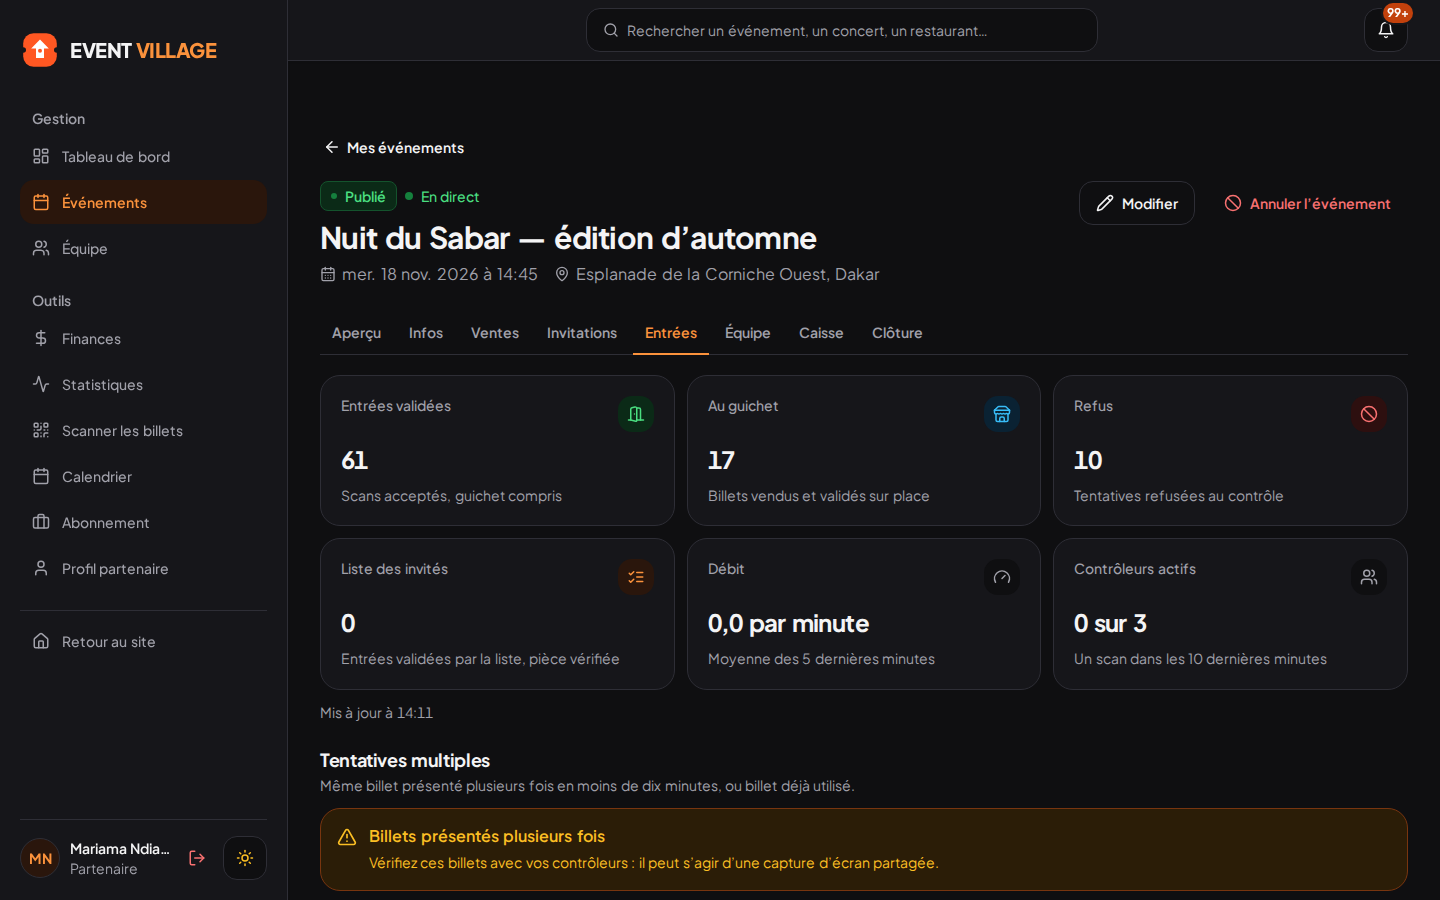 EVENT VILLAGE
Rechercher un événement, un concert, un restaurant…
99+
Gestion
Tableau de bord
Événements
Équipe
Outils
Finances
Statistiques
Scanner les billets
Calendrier
Abonnement
Profil partenaire
Retour au site
MN
Mariama Ndia…
Partenaire
Mes événements
Publié
En direct
Nuit du Sabar — édition d’automne
mer. 18 nov. 2026 à 14:45 Esplanade de la Corniche Ouest, Dakar
Modifier
Annuler l’événement
Aperçu Infos Ventes Invitations Entrées Équipe Caisse Clôture
Entrées validées
61
Scans acceptés, guichet compris
Au guichet
17
Billets vendus et validés sur place
Refus
10
Tentatives refusées au contrôle
Liste des invités
0
Entrées validées par la liste, pièce vérifiée
Débit
0,0 par minute
Moyenne des 5 dernières minutes
Contrôleurs actifs
0 sur 3
Un scan dans les 10 dernières minutes
Mis à jour à 14:11
Tentatives multiples
Même billet présenté plusieurs fois en moins de dix minutes, ou billet déjà utilisé.
Billets présentés plusieurs fois
Vérifiez ces billets avec vos contrôleurs : il peut s’agir d’une capture d’écran partagée.